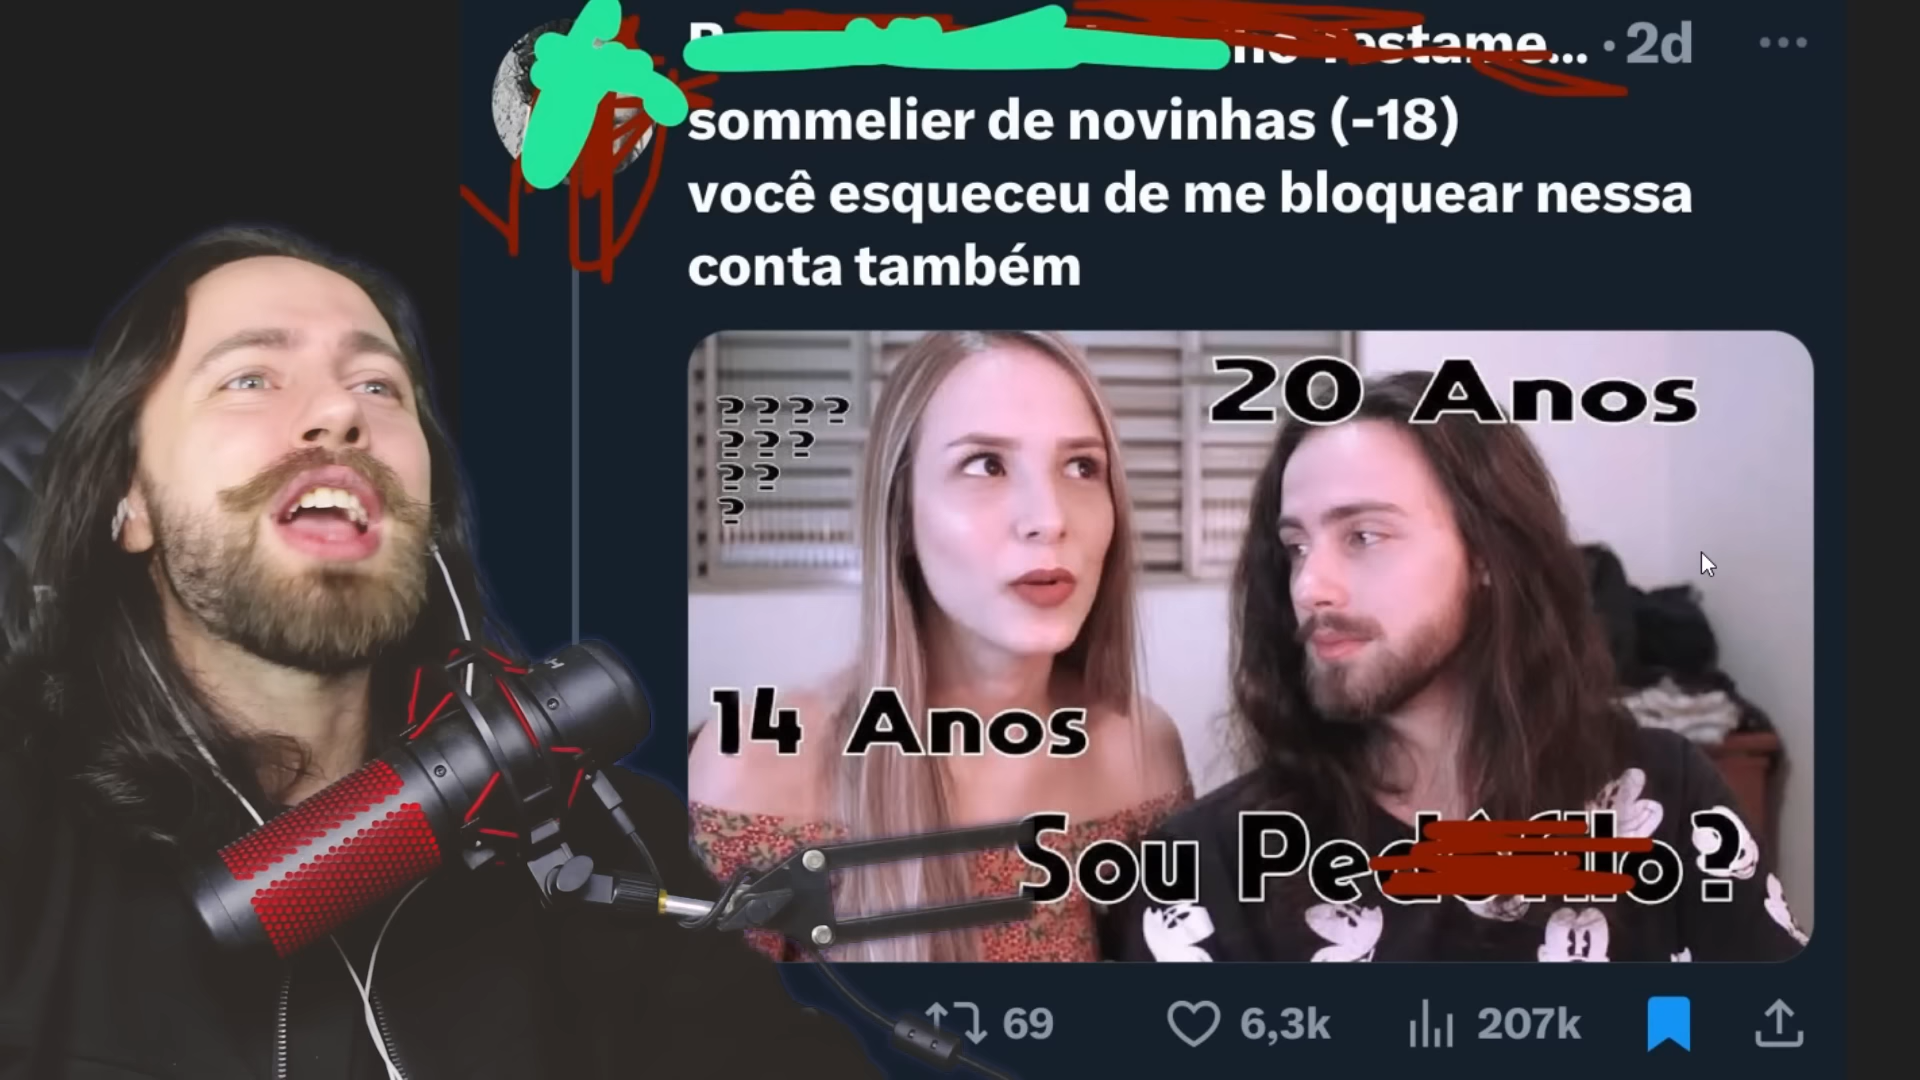 2d
sommelier de novinhas (-18)
você esqueceu de me bloquear nessa
conta também
????
???
??
?
20 Anos
14 Anos
Sou ?
69
6,3k
207k